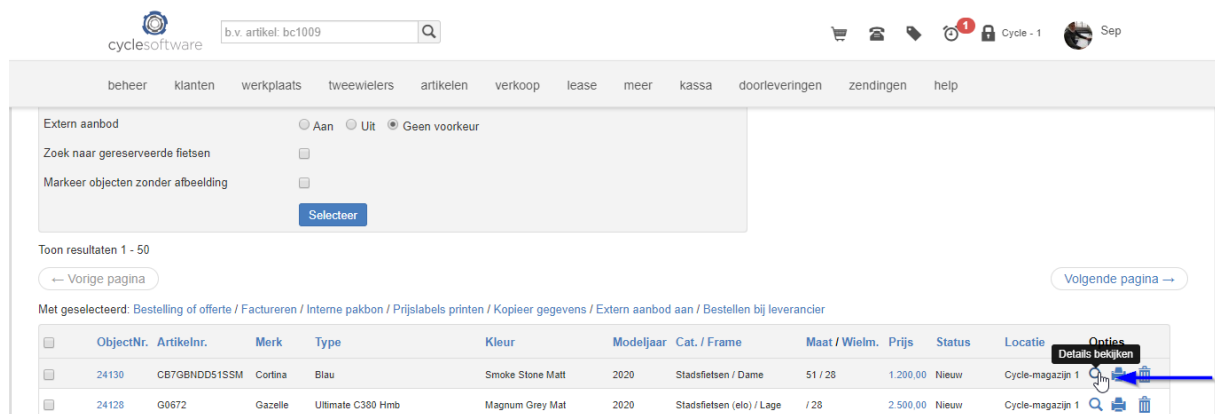 b.v. artikel: bc1009
cyclesoftware
1
Cycle - 1
Sep
beheer klanten werkplaats tweewielers artikelen verkoop lease meer kassa doorleveringen zendingen help
Extern aanbod Aan Uit Geen voorkeur
Zoek naar gereserveerde fietsen
Markeer objecten zonder afbeelding
Selecteer
Toon resultaten 1 - 50
← Vorige pagina Volgende pagina →
Met geselecteerd: Bestelling of offerte / Factureren / Interne pakbon / Prijslabels printen / Kopieer gegevens / Extern aanbod aan / Bestellen bij leverancier
ObjectNr. Artikelnr. Merk Type Kleur Modeljaar Cat. / Frame Maat / Wielm. Prijs Status Locatie Opties
Details bekijken
24130 CB7GBNDD51SSM Cortina Blau Smoke Stone Matt 2020 Stadsfietsen / Dame 51 / 28 1.200,00 Nieuw Cycle-magazijn 1
24128 G0672 Gazelle Ultimate C380 Hmb Magnum Grey Mat 2020 Stadsfietsen (elo) / Lage / 28 2.500,00 Nieuw Cycle-magazijn 1